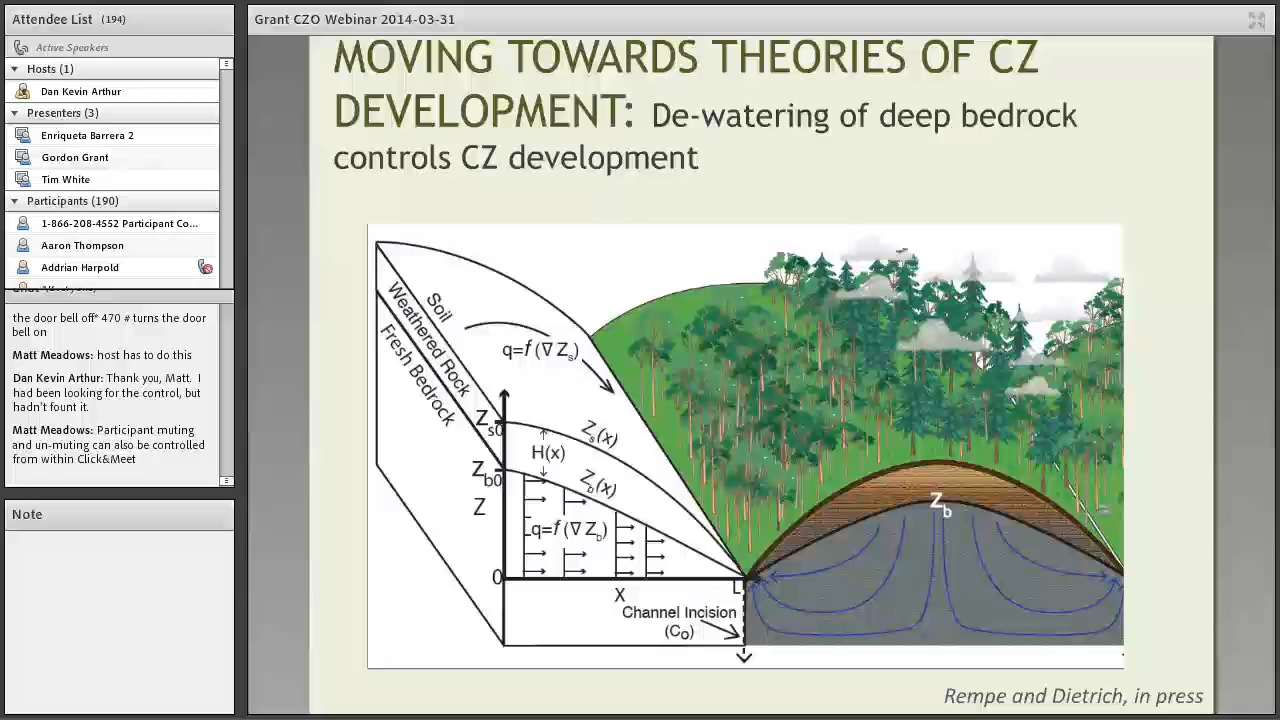 Attendee List (194)
Active Speakers
Hosts (1)
Dan Kevin Arthur
Presenters (3)
Enriqueta Barrera 2
Gordon Grant
Tim White
Participants (190)
1-866-208-4552 Participant Co...
Aaron Thompson
Addrian Harpold
the door bell off* 470 # turns the door
bell on
Matt Meadows: host has to do this
Dan Kevin Arthur: Thank you, Matt. I
had been looking for the control, but
hadn't fount it.
Matt Meadows: Participant muting
and un-muting can also be controlled
from within Click&Meet
Note
Grant CZO Webinar 2014-03-31
MOVING TOWARDS THEORIES OF CZ
DEVELOPMENT: De-watering of deep bedrock
controls CZ development
Soil
Weathered Rock
Fresh Bedrock
q=f(∇Zs)
Zs0
Zs(x)
H(x)
Zb0
Zb(x)
Z
q=f(∇Zb)
0
X
L
Channel Incision
(Co)
Zb
Rempe and Dietrich, in press